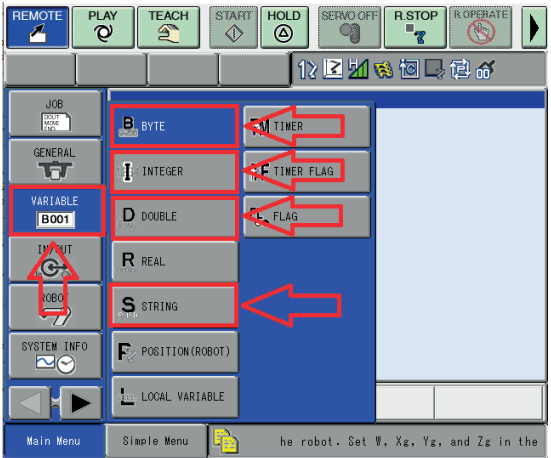 REMOTE PLAY TEACH START HOLD SERVO OFF R.STOP R.OPERATE
JOB
DOUT
MOVE
END
GENERAL
VARIABLE
B001
IN/OUT
ROBOT
SYSTEM INFO
B BYTE
I INTEGER
D DOUBLE
R REAL
S STRING
P POSITION(ROBOT)
L LOCAL VARIABLE
TM TIMER
TIMER FLAG
FL FLAG
Main Menu
Simple Menu
he robot. Set W, Xg, Yg, and Zg in the